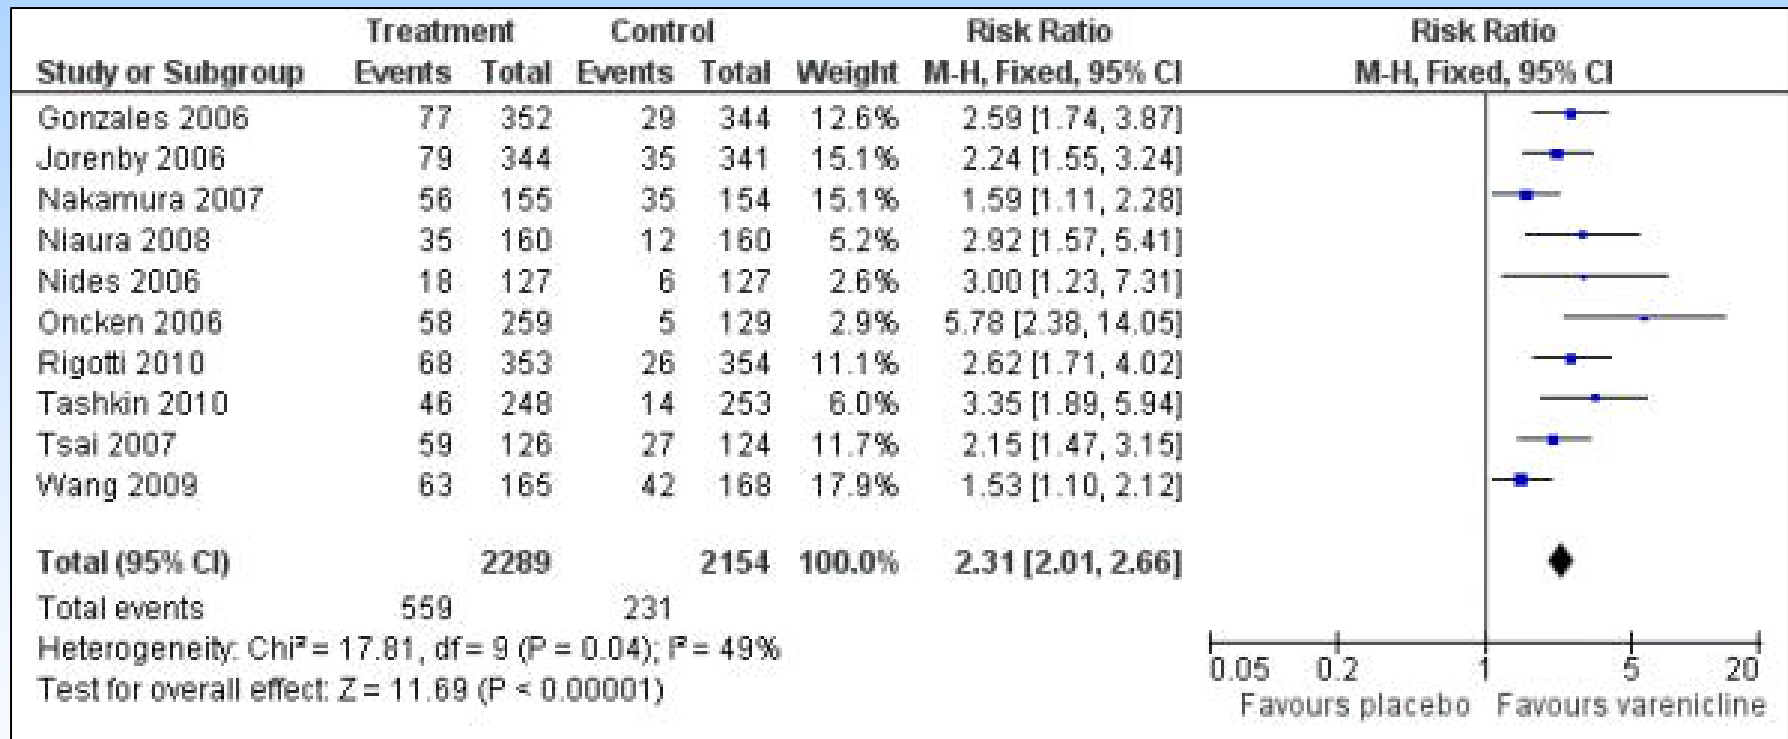 Treatment Control Risk Ratio Risk Ratio
Study or Subgroup Events Total Events Total Weight M-H, Fixed, 95% CI M-H, Fixed, 95% CI
Gonzales 2006 77 352 29 344 12.6% 2.59 [1.74, 3.87]
Jorenby 2006 79 344 35 341 15.1% 2.24 [1.55, 3.24]
Nakamura 2007 56 155 35 154 15.1% 1.59 [1.11, 2.28]
Niaura 2008 35 160 12 160 5.2% 2.92 [1.57, 5.41]
Nides 2006 18 127 6 127 2.6% 3.00 [1.23, 7.31]
Oncken 2006 58 259 5 129 2.9% 5.78 [2.38, 14.05]
Rigotti 2010 68 353 26 354 11.1% 2.62 [1.71, 4.02]
Tashkin 2010 46 248 14 253 6.0% 3.35 [1.89, 5.94]
Tsai 2007 59 126 27 124 11.7% 2.15 [1.47, 3.15]
Wang 2009 63 165 42 168 17.9% 1.53 [1.10, 2.12]
Total (95% CI) 2289 2154 100.0% 2.31 [2.01, 2.66]
Total events 559 231
Heterogeneity: Chi² = 17.81, df = 9 (P = 0.04); I² = 49%
Test for overall effect: Z = 11.69 (P < 0.00001)
0.05 0.2 1 5 20
Favours placebo Favours varenicline